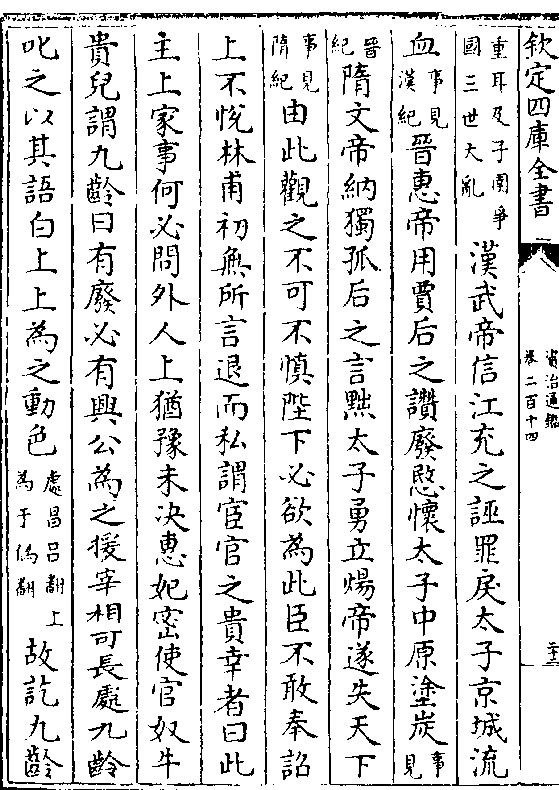 欽定四庫全書
資治通鑑
卷二百十四
重耳及子圉爭
國三世大亂
漢武帝信江充之誣罪戾太子京城流
血
事見
漢紀
晉惠帝用賈后之譖廢愍懷太子中原塗炭
事見
晉紀
隋文帝納獨孤后之言黜太子勇立煬帝遂失天下
事見
隋紀
由此觀之不可不慎陛下必欲為此臣不敢奉詔
上不悅林甫初無所言退而私謂宦官之貴幸者曰此
主上家事何必問外人上猶豫未決惠妃密使官奴牛
貴兒謂九齡曰有廢必有興公為之援宰相可長處九齡
叱之以其語白上上為之動色
處昌呂翻上
為于偽翻
故訖九齡